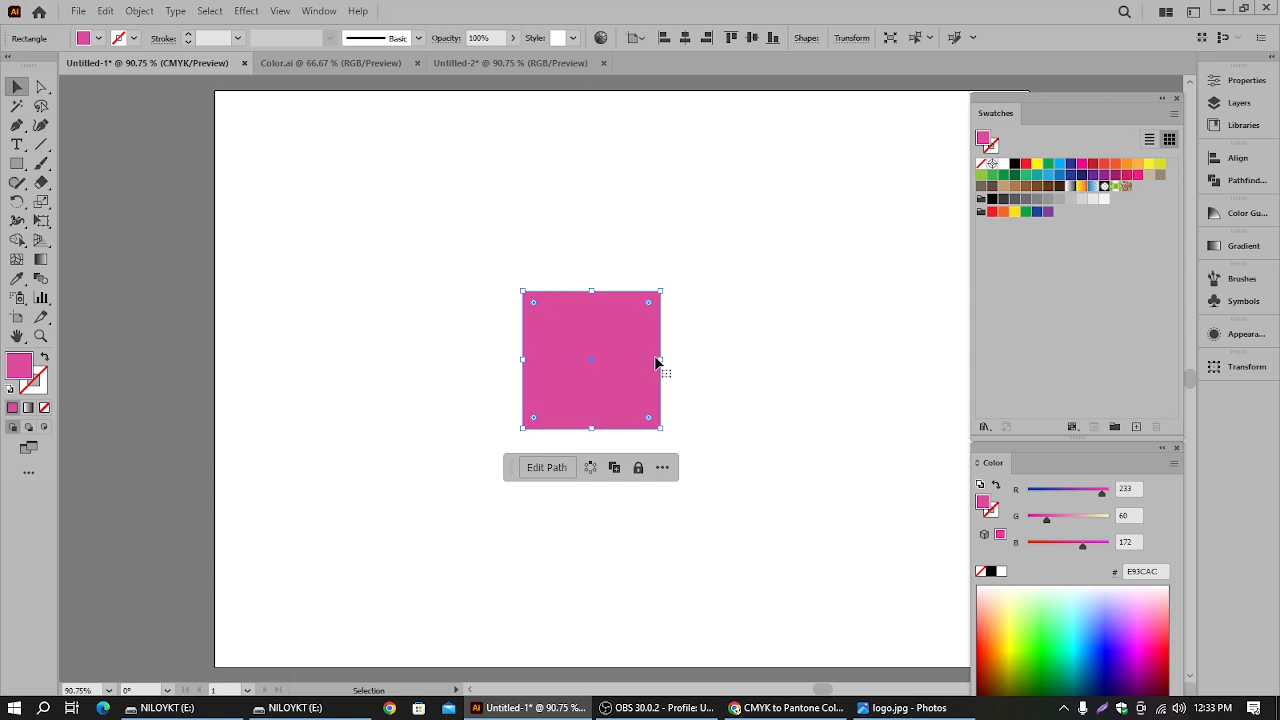 Ai File Edit Object Type Select Effect View Window Help
Rectangle Stroke: Basic Opacity: 100% Style: Shape: Transform
Untitled-1* @ 90.75 % (CMYK/Preview) × Color.ai @ 66.67 % (RGB/Preview) × Untitled-2* @ 90.75 % (RGB/Preview) ×
Properties
Layers
Libraries
Align
Pathfind...
Color Gu...
Gradient
Brushes
Symbols
Appeara...
Transform
Swatches
Edit Path
Color
R 233
G 60
B 172
# E93CAC
90.75% 0° 1 Selection
NILOYKT (E:) NILOYKT (E:) Ai Untitled-1* @ 90.75 %... OBS 30.0.2 - Profile: U... CMYK to Pantone Col... logo.jpg - Photos 12:33 PM